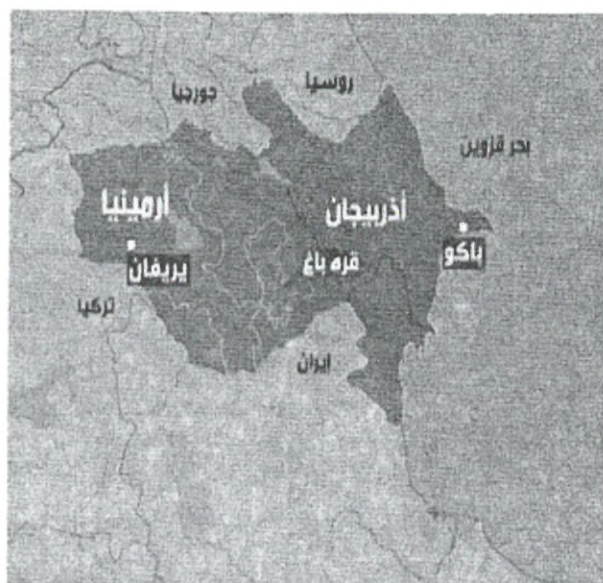 روسيا
جورجيا
بحر قزوين
أرمينيا
أذربيجان
باكو
قره باغ
يريفان
تركيا
ايران